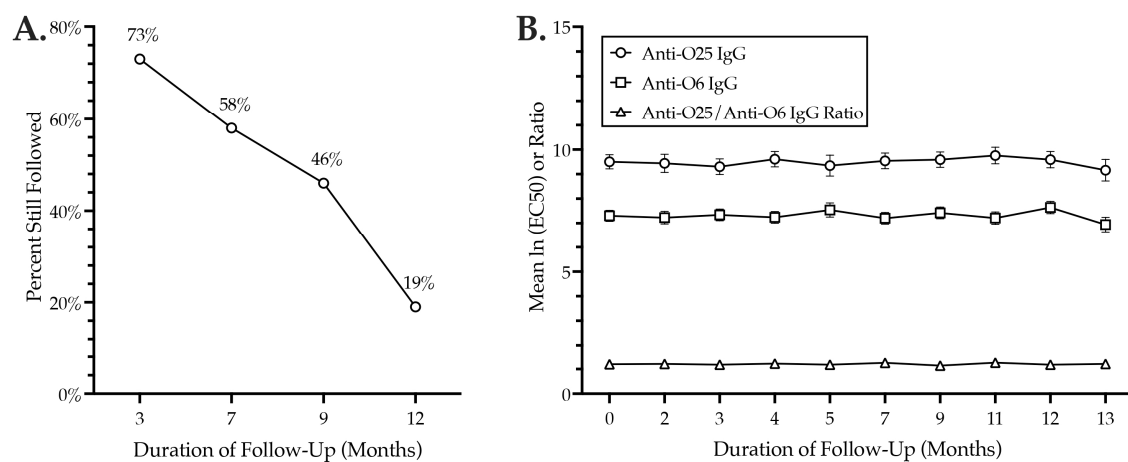 A.
80%
60%
40%
20%
0%
Percent Still Followed
73%
58%
46%
19%
3 7 9 12
Duration of Follow-Up (Months)
B.
15
10
5
0
Mean ln (EC50) or Ratio
Anti-O25 IgG
Anti-O6 IgG
Anti-O25/Anti-O6 IgG Ratio
0 2 3 4 5 7 9 11 12 13
Duration of Follow-Up (Months)